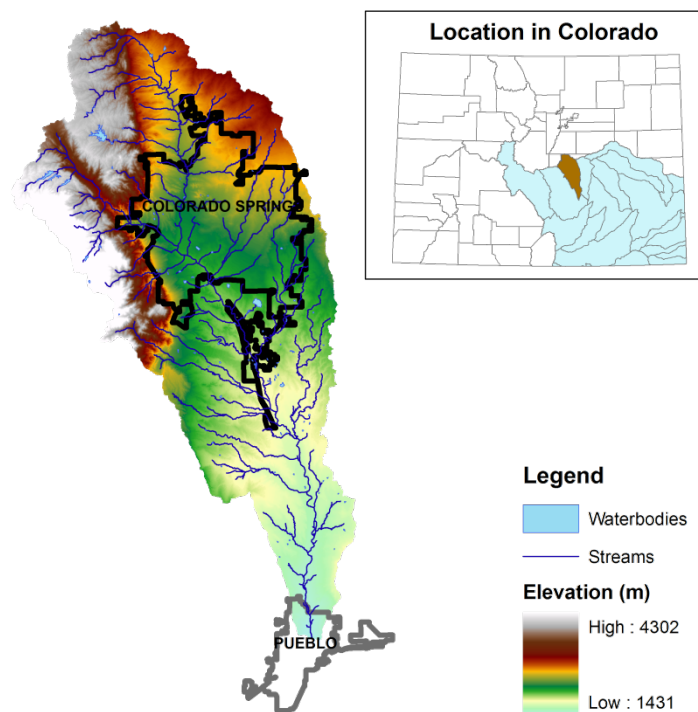 Location in Colorado
COLORADO SPRINGS
Legend
Waterbodies
Streams
Elevation (m)
High : 4302
Low : 1431
PUEBLO